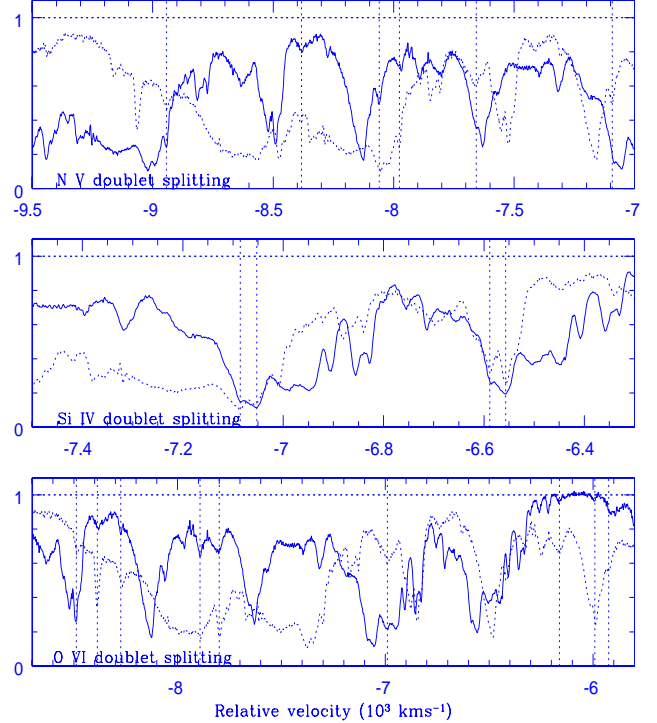 1
0
N V doublet splitting
-9.5 -9 -8.5 -8 -7.5 -7
1
0
Si IV doublet splitting
-7.4 -7.2 -7 -6.8 -6.6 -6.4
1
0
O VI doublet splitting
-8 -7 -6
Relative velocity (10³ kms⁻¹)